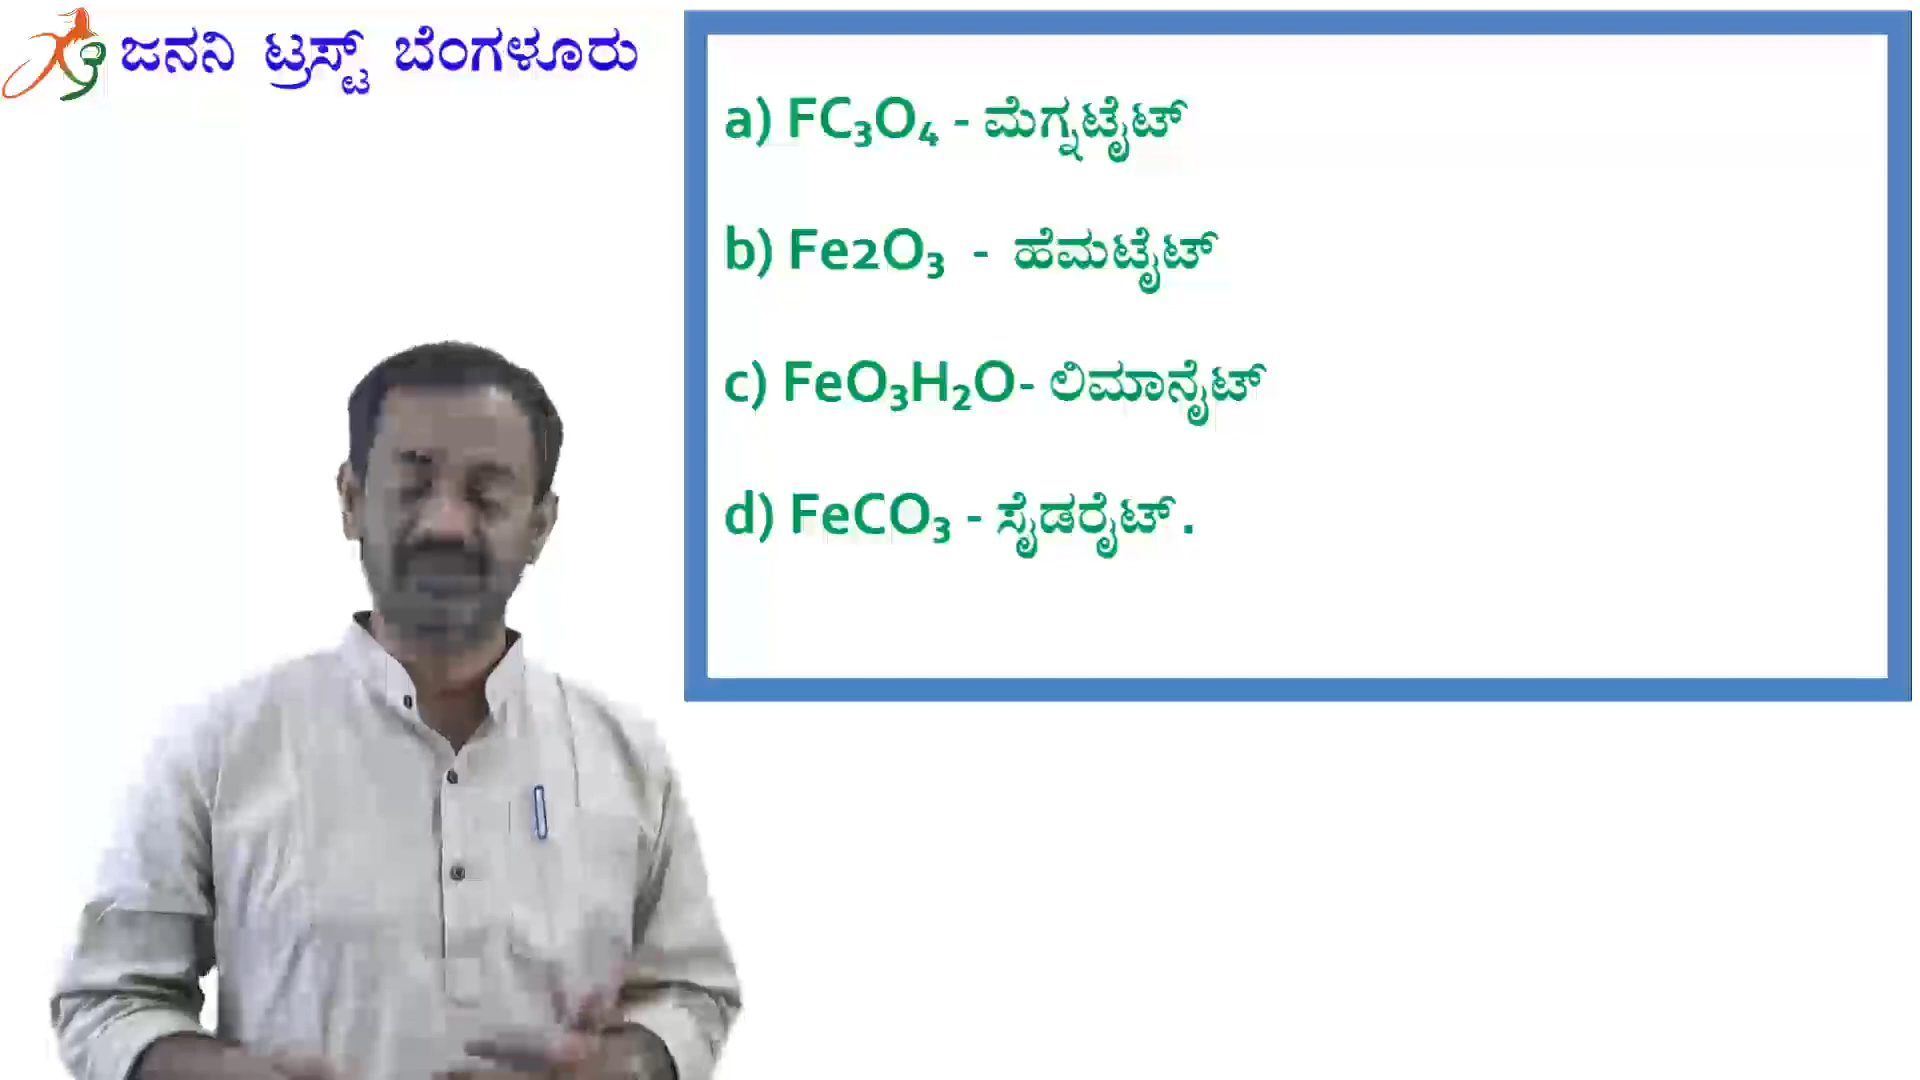 ಜನನಿ ಟ್ರಸ್ಟ್ ಬೆಂಗಳೂರು
a) FC₃O₄ - ಮೆಗ್ನಟೈಟ್
b) Fe2O₃ - ಹೆಮಟೈಟ್
c) FeO₃H₂O- ಲಿಮಾನೈಟ್
d) FeCO₃ - ಸೈಡರೈಟ್ .